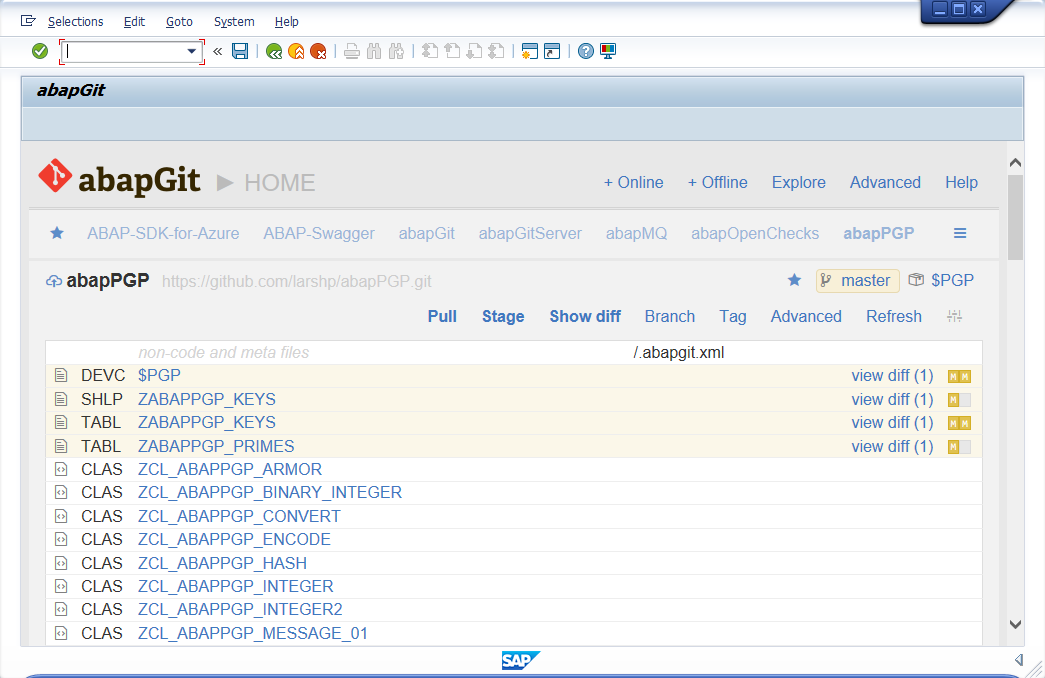 Selections Edit Goto System Help
abapGit
abapGit ▶ HOME + Online + Offline Explore Advanced Help
ABAP-SDK-for-Azure ABAP-Swagger abapGit abapGitServer abapMQ abapOpenChecks abapPGP
abapPGP https://github.com/larshp/abapPGP.git master $PGP
Pull Stage Show diff Branch Tag Advanced Refresh
non-code and meta files /.abapgit.xml
DEVC $PGP view diff (1) M M
SHLP ZABAPPGP_KEYS view diff (1) M
TABL ZABAPPGP_KEYS view diff (1) M M
TABL ZABAPPGP_PRIMES view diff (1) M
CLAS ZCL_ABAPPGP_ARMOR
CLAS ZCL_ABAPPGP_BINARY_INTEGER
CLAS ZCL_ABAPPGP_CONVERT
CLAS ZCL_ABAPPGP_ENCODE
CLAS ZCL_ABAPPGP_HASH
CLAS ZCL_ABAPPGP_INTEGER
CLAS ZCL_ABAPPGP_INTEGER2
CLAS ZCL_ABAPPGP_MESSAGE_01
SAP